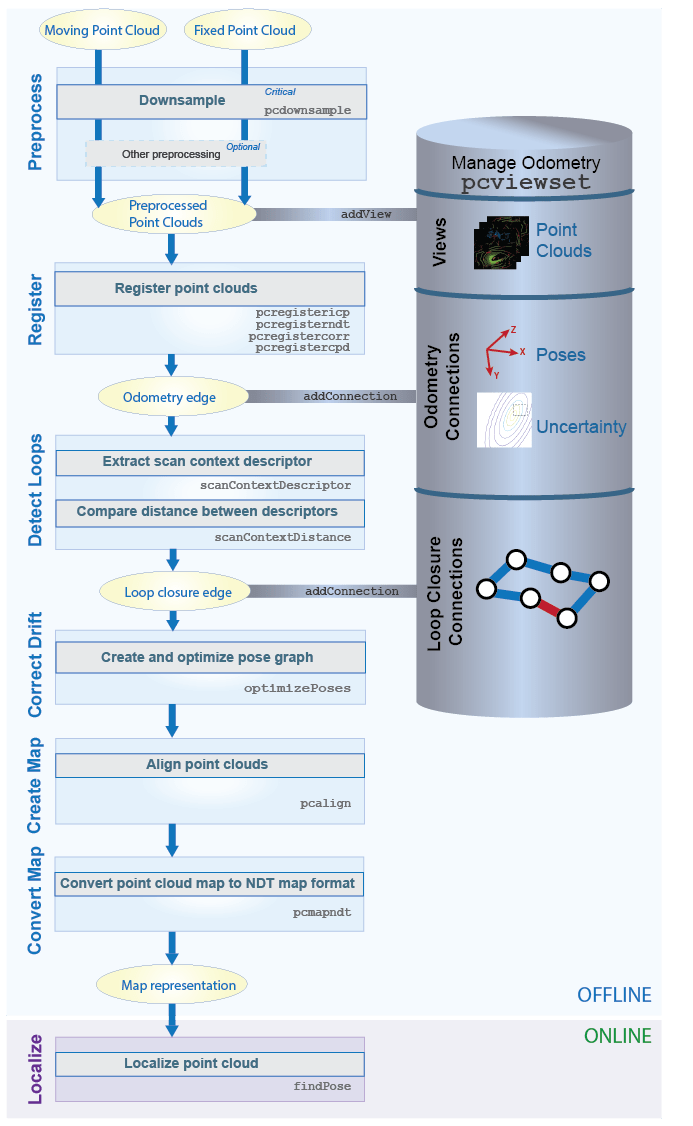 Moving Point Cloud
Fixed Point Cloud
Preprocess
Downsample
Critical
pcdownsample
Other preprocessing
Optional
Preprocessed
Point Clouds
addView
Register
Register point clouds
pcregistericp
pcregisterndt
pcregistercorr
pcregistercpd
Odometry edge
addConnection
Detect Loops
Extract scan context descriptor
scanContextDescriptor
Compare distance between descriptors
scanContextDistance
Loop closure edge
addConnection
Correct Drift
Create and optimize pose graph
optimizePoses
Create Map
Align point clouds
pcalign
Convert Map
Convert point cloud map to NDT map format
pcmapndt
Map representation
Manage Odometry
pcviewset
Views
Point
Clouds
Odometry
Connections
Z
X
Y
Poses
Uncertainty
Loop Closure
Connections
OFFLINE
ONLINE
Localize
Localize point cloud
findPose